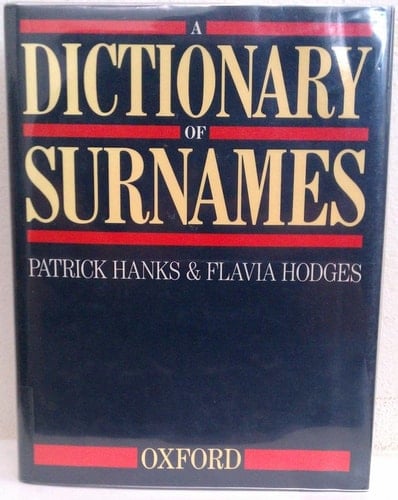 A
DICTIONARY
OF
SURNAMES
PATRICK HANKS & FLAVIA HODGES
OXFORD